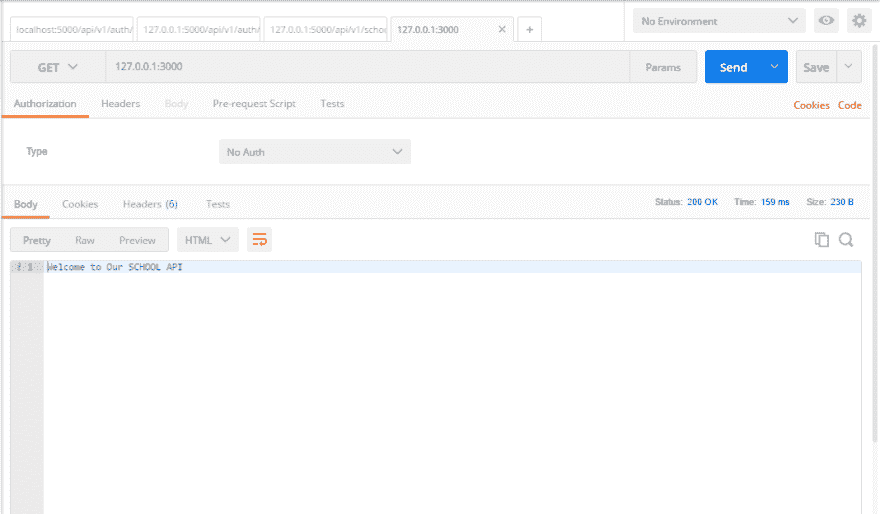 localhost:5000/api/v1/auth/ 127.0.0.1:5000/api/v1/auth/ 127.0.0.1:5000/api/v1/schoo 127.0.0.1:3000 No Environment
GET 127.0.0.1:3000 Params Send Save
Authorization Headers Body Pre-request Script Tests Cookies Code
Type No Auth
Body Cookies Headers (6) Tests Status: 200 OK Time: 159 ms Size: 230 B
Pretty Raw Preview HTML
1 Welcome to Our SCHOOL API